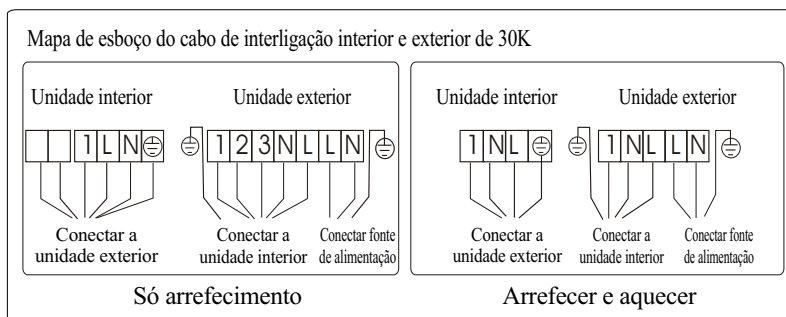 Mapa de esboço do cabo de interligação interior e exterior de 30K
Unidade interior
Unidade exterior
1 L N
1 2 3 N L L N
Conectar a
unidade exterior
Conectar a
unidade interior
Conectar fonte
de alimentação
Só arrefecimento
Unidade interior
Unidade exterior
1 N L
1 N L L N
Conectar a
unidade exterior
Conectar a
unidade interior
Conectar fonte
de alimentação
Arrefecer e aquecer